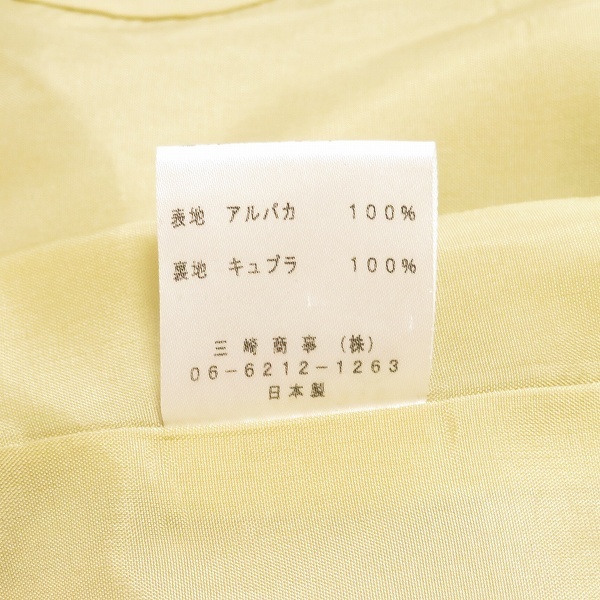 表地 アルパカ 100%
裏地 キュプラ 100%
三崎商事(株)
06-6212-1263
日本製